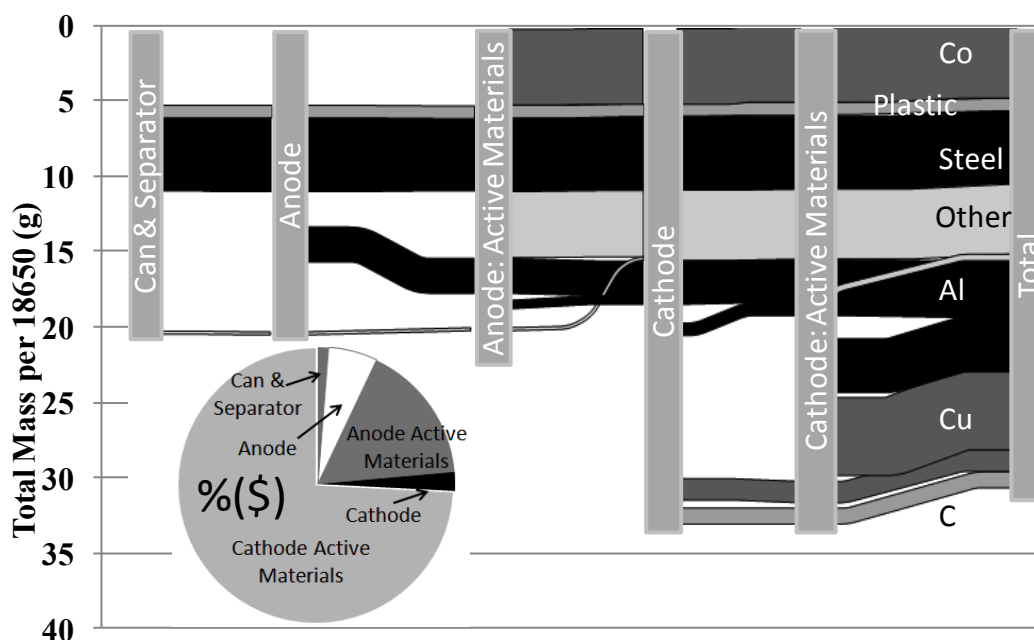 Total Mass per 18650 (g)
0
5
10
15
20
25
30
35
40
Can & Separator
Anode
Anode: Active Materials
Cathode
Cathode: Active Materials
Total
Co
Plastic
Steel
Other
Al
Cu
C
Can &
Separator
Anode
Anode Active
Materials
%($)
Cathode
Cathode Active
Materials